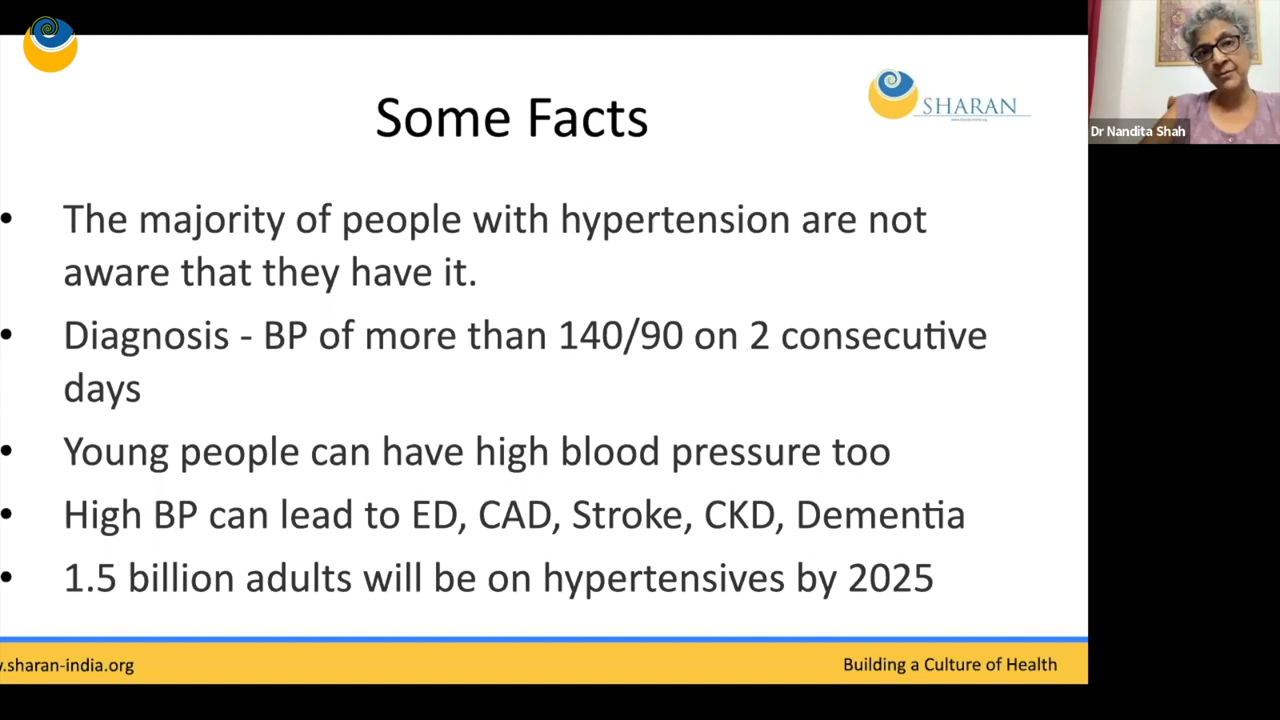 Some Facts
SHARAN
• The majority of people with hypertension are not
aware that they have it.
• Diagnosis - BP of more than 140/90 on 2 consecutive
days
• Young people can have high blood pressure too
• High BP can lead to ED, CAD, Stroke, CKD, Dementia
• 1.5 billion adults will be on hypertensives by 2025
.sharan-india.org
Building a Culture of Health
Dr Nandita Shah